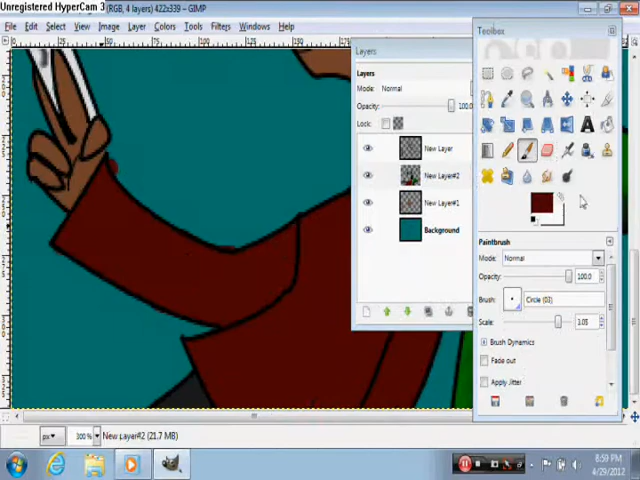 Unregistered HyperCam 3
(RGB, 4 layers) 422x339 – GIMP
File Edit Select View Image Layer Colors Tools Filters Windows Help
Toolbox
Layers
Layers
Mode: Normal
Opacity: 100.0
Lock:
New Layer
New Layer#2
New Layer#1
Background
Paintbrush
Mode: Normal
Opacity: 100.0
Brush: Circle (03)
Scale: 1.05
Brush Dynamics
Fade out
Apply Jitter
px 300 % New Layer#2 (21.7 MB)
8:59 PM
4/29/2012